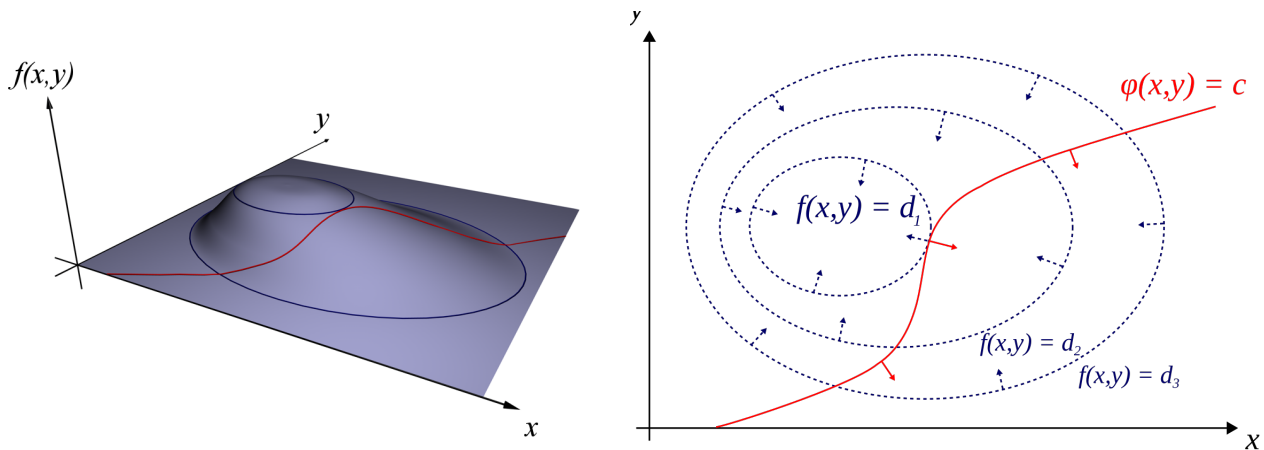 f(x,y)
y
x
y
φ(x,y) = c
f(x,y) = d₁
f(x,y) = d₂
f(x,y) = d₃
x